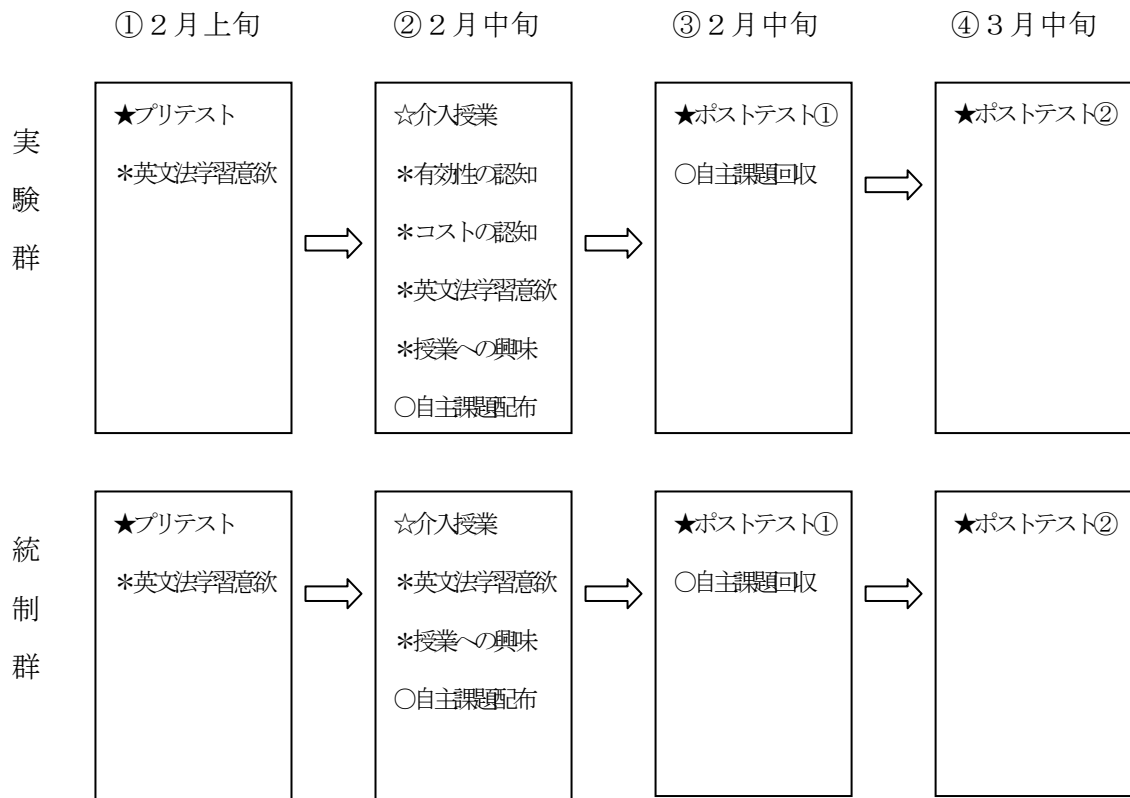 ①２月上旬
②２月中旬
③２月中旬
④３月中旬
実験群
★プリテスト
＊英文法学習意欲
☆介入授業
＊有効性の認知
＊コストの認知
＊英文法学習意欲
＊授業への興味
○自主課題配布
★ポストテスト①
○自主課題回収
★ポストテスト②
統制群
★プリテスト
＊英文法学習意欲
☆介入授業
＊英文法学習意欲
＊授業への興味
○自主課題配布
★ポストテスト①
○自主課題回収
★ポストテスト②